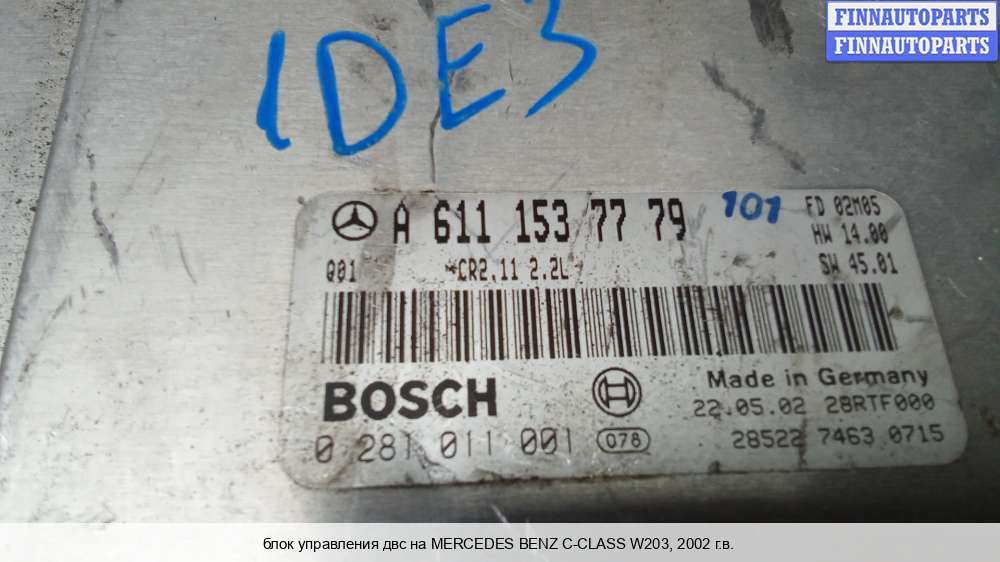 FINNAUTOPARTS
FINNAUTOPARTS
1DE3
A 611 153 77 79
101
FD 02M05
HW 14.00
Q01
CR2.11 2.2L
SW 45.01
BOSCH
Made in Germany
22.05.02 28RTF000
0 281 011 001
078
28522 7463 0715
блок управления двс на MERCEDES BENZ C-CLASS W203, 2002 г.в.